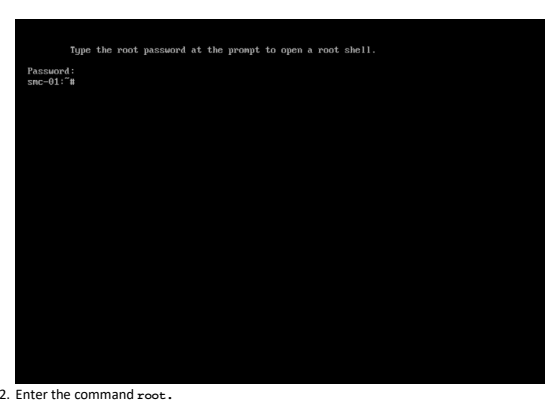 Type the root password at the prompt to open a root shell.
Password:
smc-01:~#
2. Enter the command root.